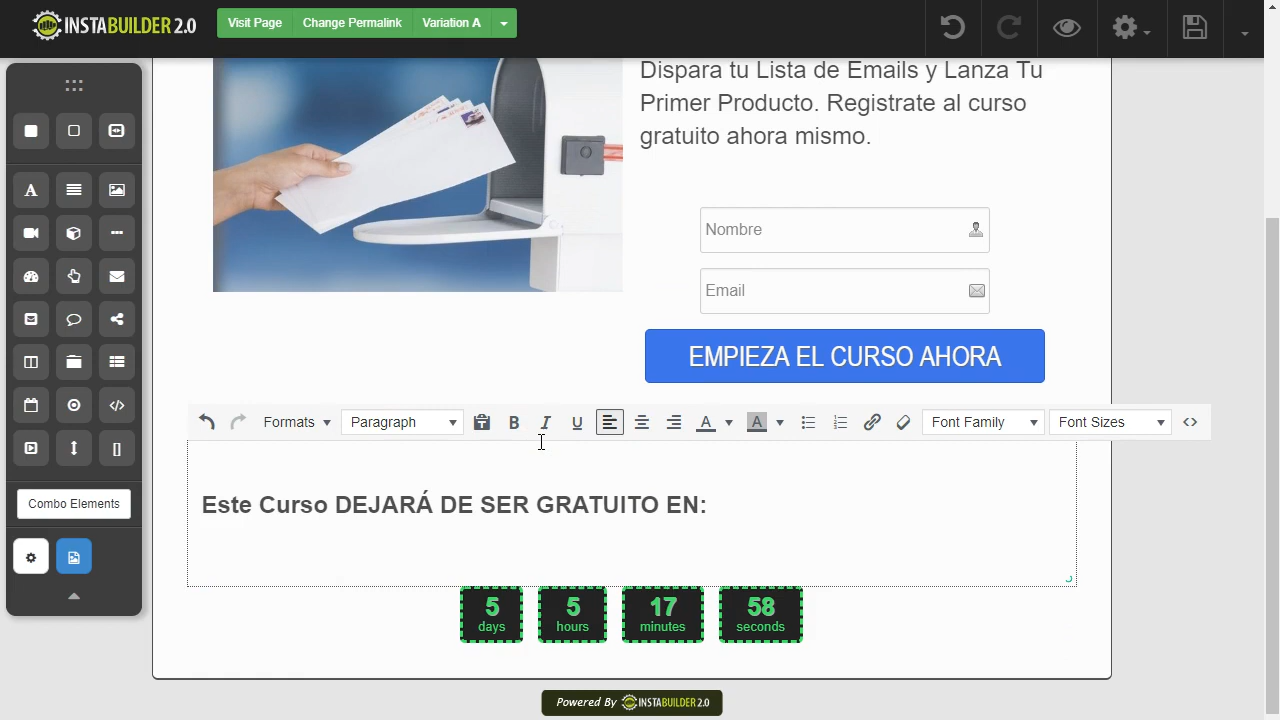 INSTABUILDER 2.0
Visit Page
Change Permalink
Variation A
Dispara tu Lista de Emails y Lanza Tu
Primer Producto. Registrate al curso
gratuito ahora mismo.
Nombre
Email
EMPIEZA EL CURSO AHORA
Formats
Paragraph
B
I
U
A
A
Font Family
Font Sizes
Este Curso DEJARÁ DE SER GRATUITO EN:
5 5 17 58
days hours minutes seconds
Combo Elements
Powered By INSTABUILDER 2.0